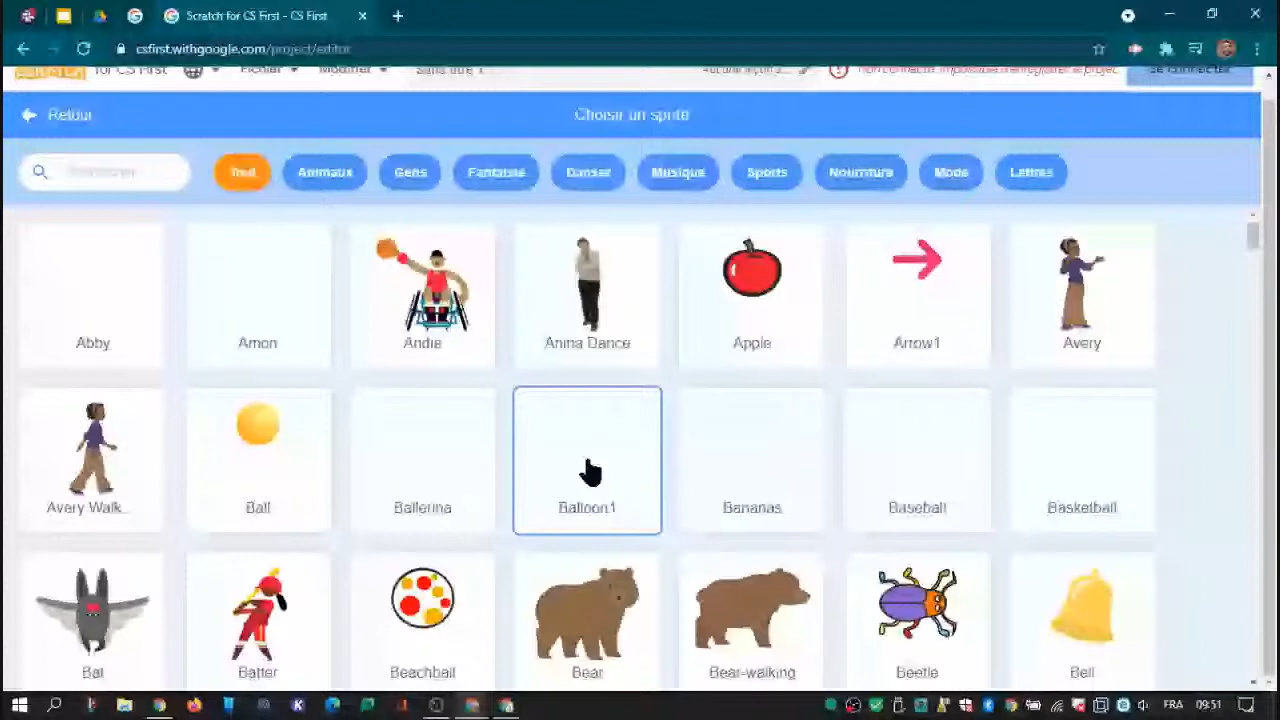 Scratch for CS First - CS First
csfirst.withgoogle.com/project/editor
for CS First Fichier Modifier Sans titre 1 Se connecter
Retour Choisir un sprite
Tout Animaux Gens Fantaisie Danser Musique Sports Nourriture Mode Lettres
Abby Amon Andie Anina Dance Apple Arrow1 Avery
Avery Walk... Ball Ballerina Balloon1 Bananas Baseball Basketball
Bat Batter Beachball Bear Bear-walking Beetle Bell
FRA 09:51